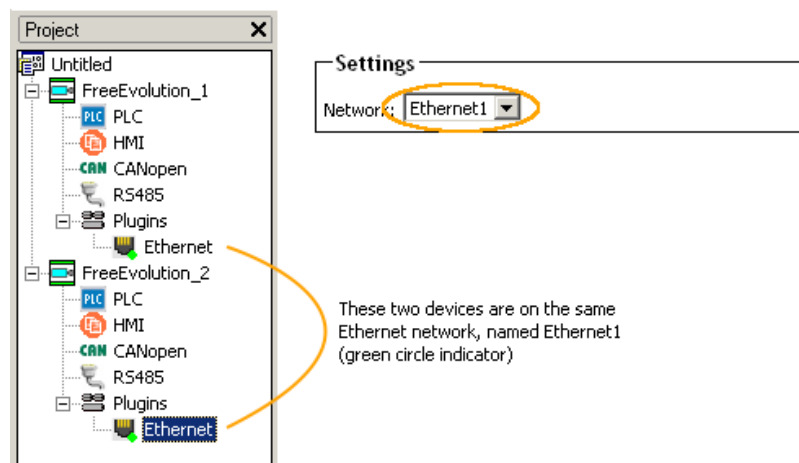 Project
Untitled
FreeEvolution_1
PLC PLC
HMI
CAN CANopen
RS485
Plugins
Ethernet
FreeEvolution_2
PLC PLC
HMI
CAN CANopen
RS485
Plugins
Ethernet
Settings
Network: Ethernet1
These two devices are on the same
Ethernet network, named Ethernet1
(green circle indicator)